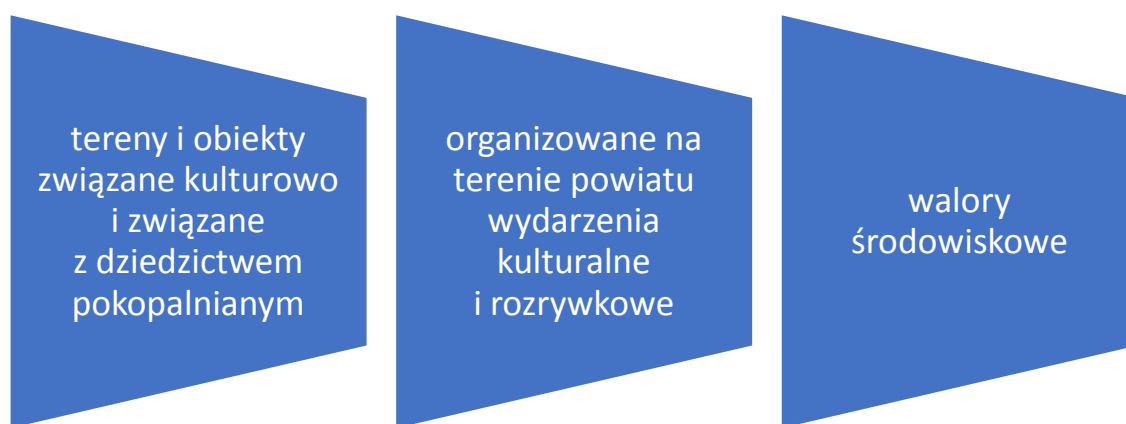 tereny i obiekty
związane kulturowo
i związane
z dziedzictwem
pokopalnianym
organizowane na
terenie powiatu
wydarzenia
kulturalne
i rozrywkowe
walory
środowiskowe